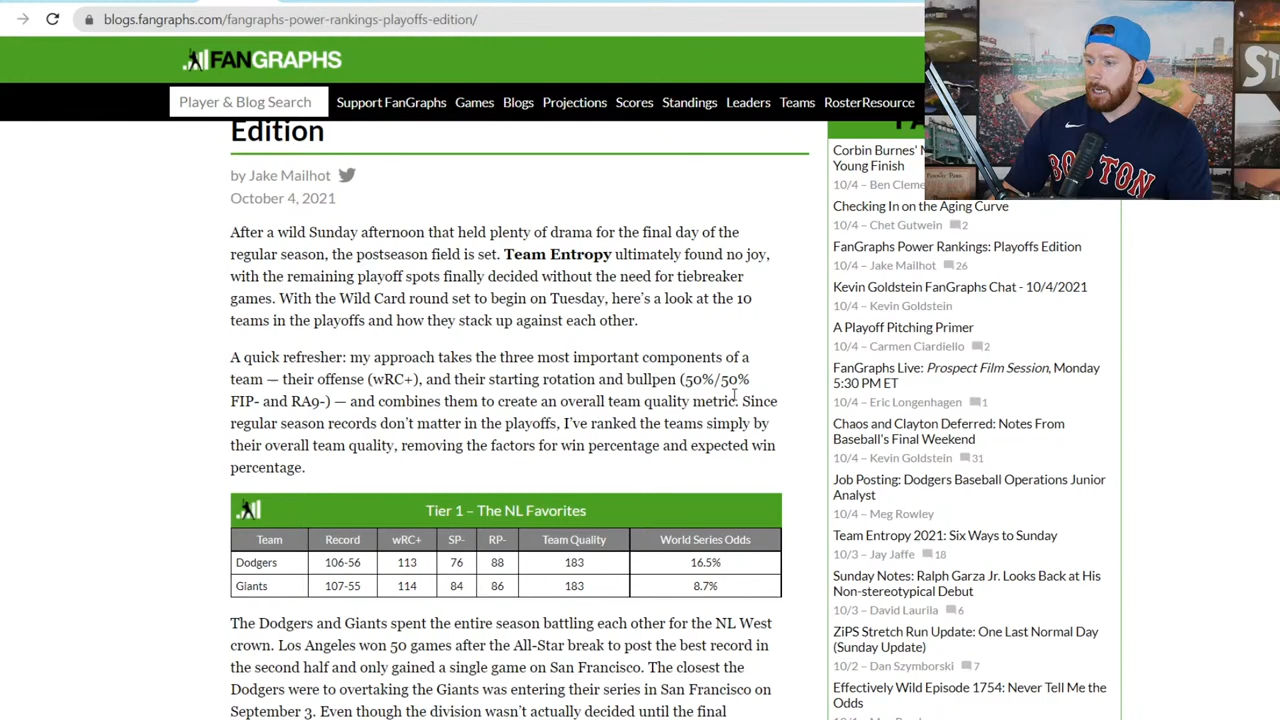 blogs.fangraphs.com/fangraphs-power-rankings-playoffs-edition/
FANGRAPHS
Player & Blog Search
Support FanGraphs
Games
Blogs
Projections
Scores
Standings
Leaders
Teams
RosterResource
Edition
by Jake Mailhot
October 4, 2021
After a wild Sunday afternoon that held plenty of drama for the final day of the
regular season, the postseason field is set. Team Entropy ultimately found no joy,
with the remaining playoff spots finally decided without the need for tiebreaker
games. With the Wild Card round set to begin on Tuesday, here's a look at the 10
teams in the playoffs and how they stack up against each other.
A quick refresher: my approach takes the three most important components of a
team — their offense (wRC+), and their starting rotation and bullpen (50%/50%
FIP- and RA9-) — and combines them to create an overall team quality metric. Since
regular season records don't matter in the playoffs, I've ranked the teams simply by
their overall team quality, removing the factors for win percentage and expected win
percentage.
Tier 1 – The NL Favorites
Team Record wRC+ SP- RP- Team Quality World Series Odds
Dodgers 106-56 113 76 88 183 16.5%
Giants 107-55 114 84 86 183 8.7%
The Dodgers and Giants spent the entire season battling each other for the NL West
crown. Los Angeles won 50 games after the All-Star break to post the best record in
the second half and only gained a single game on San Francisco. The closest the
Dodgers were to overtaking the Giants was entering their series in San Francisco on
September 3. Even though the division wasn't actually decided until the final
Corbin Burnes'
Young Finish
10/4 – Ben
Checking In on the Aging Curve
10/4 – Chet Gutwein 2
FanGraphs Power Rankings: Playoffs Edition
10/4 – Jake Mailhot 26
Kevin Goldstein FanGraphs Chat - 10/4/2021
10/4 – Kevin Goldstein
A Playoff Pitching Primer
10/4 – Carmen Ciardiello 2
FanGraphs Live: Prospect Film Session, Monday
5:30 PM ET
10/4 – Eric Longenhagen 1
Chaos and Clayton Deferred: Notes From
Baseball's Final Weekend
10/4 – Kevin Goldstein 31
Job Posting: Dodgers Baseball Operations Junior
Analyst
10/4 – Meg Rowley
Team Entropy 2021: Six Ways to Sunday
10/3 – Jay Jaffe 18
Sunday Notes: Ralph Garza Jr. Looks Back at His
Non-stereotypical Debut
10/3 – David Laurila 6
ZiPS Stretch Run Update: One Last Normal Day
(Sunday Update)
10/2 – Dan Szymborski 7
Effectively Wild Episode 1754: Never Tell Me the
Odds
BOSTON